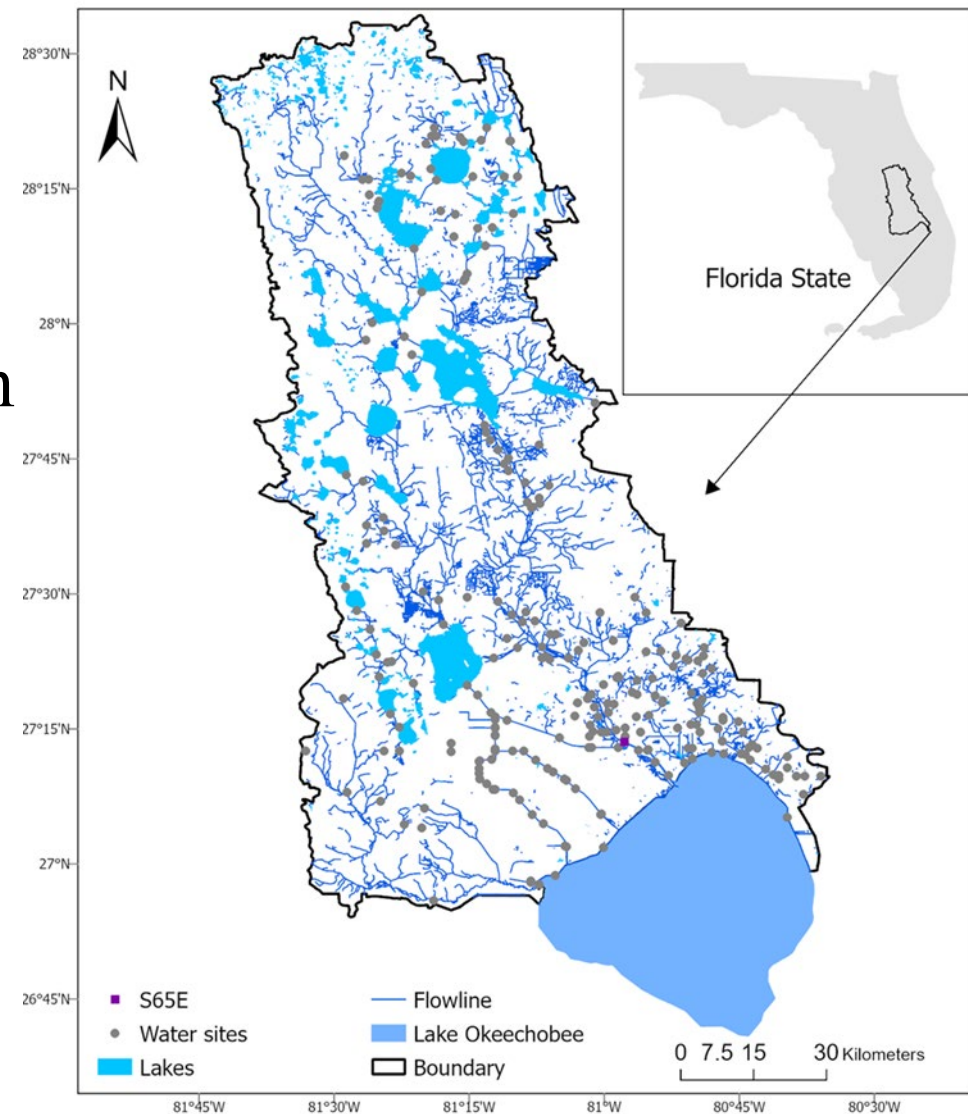 28°30'N
N
28°15'N
Florida State
28°N
n
27°45'N
27°30'N
27°15'N
27°N
26°45'N
S65E
Flowline
Water sites
Lake Okeechobee
Lakes
Boundary
0 7.5 15 30 Kilometers
81°45'W 81°30'W 81°15'W 81°W 80°45'W 80°30'W